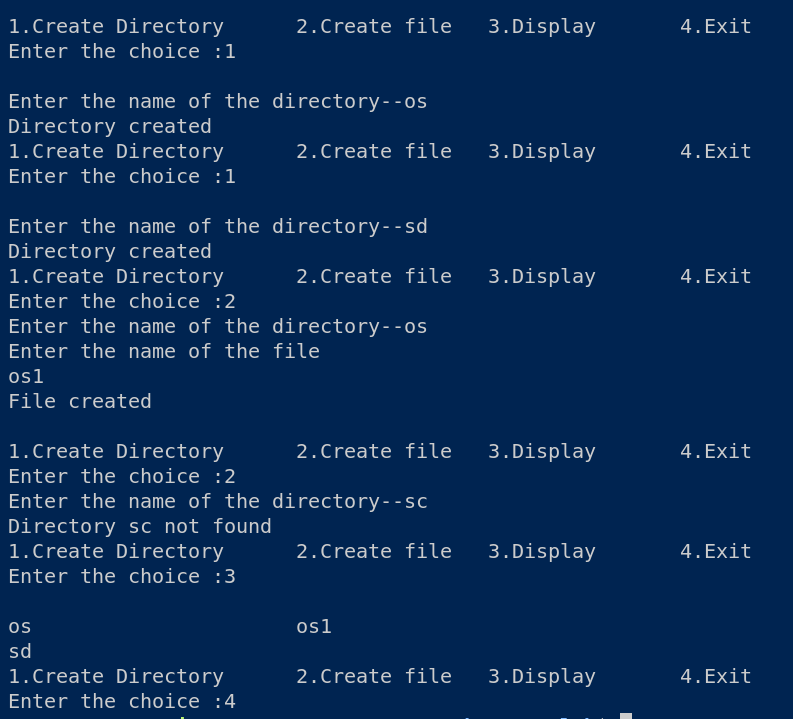 1.Create Directory      2.Create file   3.Display       4.Exit
Enter the choice :1
Enter the name of the directory--os
Directory created
1.Create Directory      2.Create file   3.Display       4.Exit
Enter the choice :1
Enter the name of the directory--sd
Directory created
1.Create Directory      2.Create file   3.Display       4.Exit
Enter the choice :2
Enter the name of the directory--os
Enter the name of the file
os1
File created
1.Create Directory      2.Create file   3.Display       4.Exit
Enter the choice :2
Enter the name of the directory--sc
Directory sc not found
1.Create Directory      2.Create file   3.Display       4.Exit
Enter the choice :3
os                      os1
sd
1.Create Directory      2.Create file   3.Display       4.Exit
Enter the choice :4